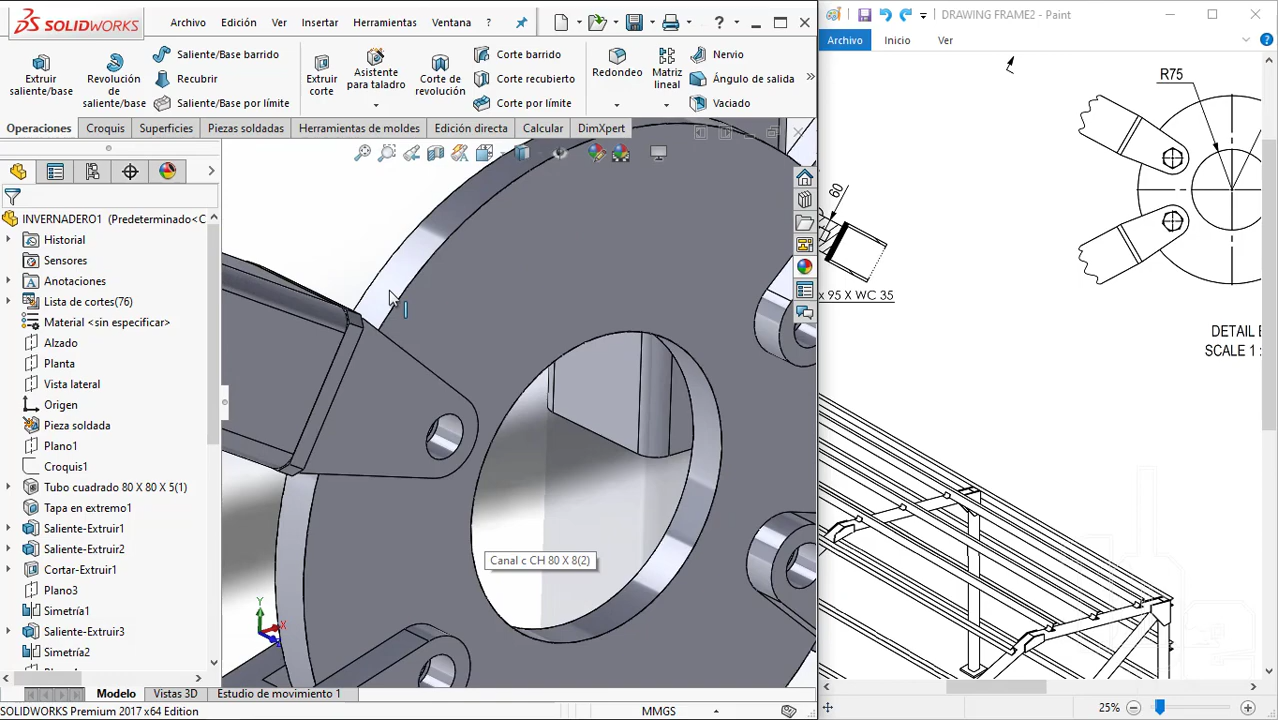 SOLIDWORKS
Archivo Edición Ver Insertar Herramientas Ventana ?
Extruir saliente/base
Revolución de saliente/base
Saliente/Base barrido
Recubrir
Saliente/Base por límite
Extruir corte
Asistente para taladro
Corte de revolución
Corte barrido
Corte recubierto
Corte por límite
Redondeo
Matriz lineal
Nervio
Ángulo de salida
Vaciado
Operaciones Croquis Superficies Piezas soldadas Herramientas de moldes Edición directa Calcular DimXpert
INVERNADERO1 (Predeterminado<C
Historial
Sensores
Anotaciones
Lista de cortes(76)
Material <sin especificar>
Alzado
Planta
Vista lateral
Origen
Pieza soldada
Plano1
Croquis1
Tubo cuadrado 80 X 80 X 5(1)
Tapa en extremo1
Saliente-Extruir1
Saliente-Extruir2
Cortar-Extruir1
Plano3
Simetría1
Saliente-Extruir3
Simetría2
Canal c CH 80 X 8(2)
Y
X
Modelo Vistas 3D Estudio de movimiento 1
SOLIDWORKS Premium 2017 x64 Edition
MMGS
DRAWING FRAME2 - Paint
Archivo Inicio Ver
R75
60
x 95 X WC 35
DETAIL E
SCALE 1 :
25%